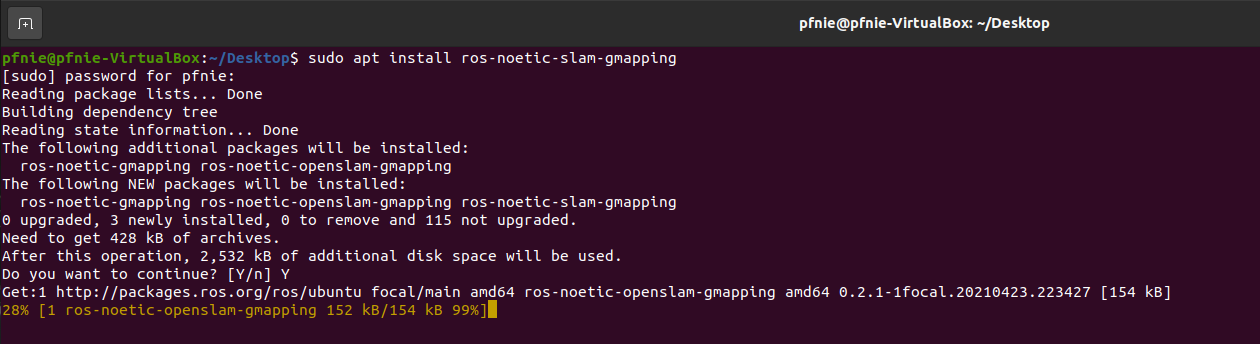 pfnie@pfnie-VirtualBox: ~/Desktop
pfnie@pfnie-VirtualBox:~/Desktop$ sudo apt install ros-noetic-slam-gmapping
[sudo] password for pfnie:
Reading package lists... Done
Building dependency tree
Reading state information... Done
The following additional packages will be installed:
  ros-noetic-gmapping ros-noetic-openslam-gmapping
The following NEW packages will be installed:
  ros-noetic-gmapping ros-noetic-openslam-gmapping ros-noetic-slam-gmapping
0 upgraded, 3 newly installed, 0 to remove and 115 not upgraded.
Need to get 428 kB of archives.
After this operation, 2,532 kB of additional disk space will be used.
Do you want to continue? [Y/n] Y
Get:1 http://packages.ros.org/ros/ubuntu focal/main amd64 ros-noetic-openslam-gmapping amd64 0.2.1-1focal.20210423.223427 [154 kB]
28% [1 ros-noetic-openslam-gmapping 152 kB/154 kB 99%]